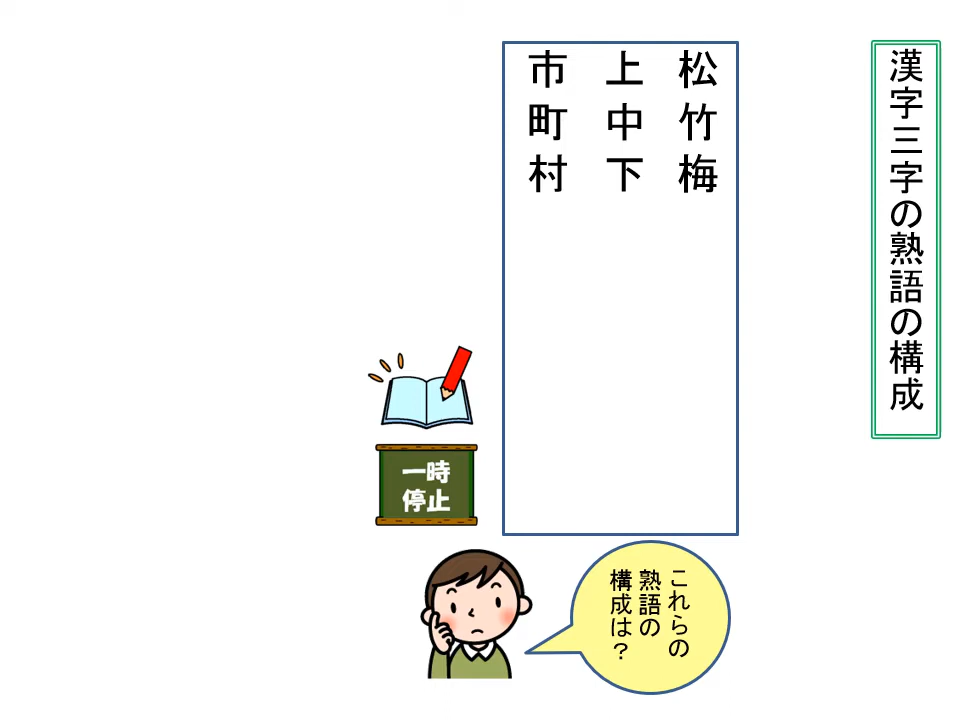 漢字三字の熟語の構成
松竹梅
上中下
市町村
一時
停止
これらの
熟語の
構成は？